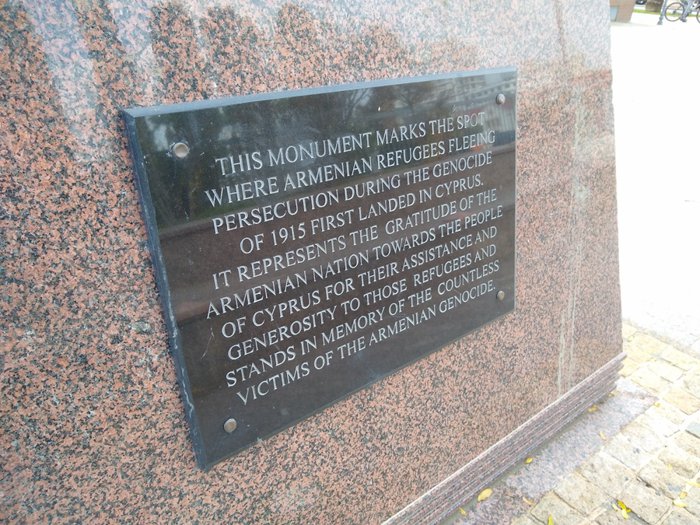 THIS MONUMENT MARKS THE SPOT
WHERE ARMENIAN REFUGEES FLEEING
PERSECUTION DURING THE GENOCIDE
OF 1915 FIRST LANDED IN CYPRUS.
IT REPRESENTS THE GRATITUDE OF THE
ARMENIAN NATION TOWARDS THE PEOPLE
OF CYPRUS FOR THEIR ASSISTANCE AND
GENEROSITY TO THOSE REFUGEES AND
STANDS IN MEMORY OF THE COUNTLESS
VICTIMS OF THE ARMENIAN GENOCIDE.